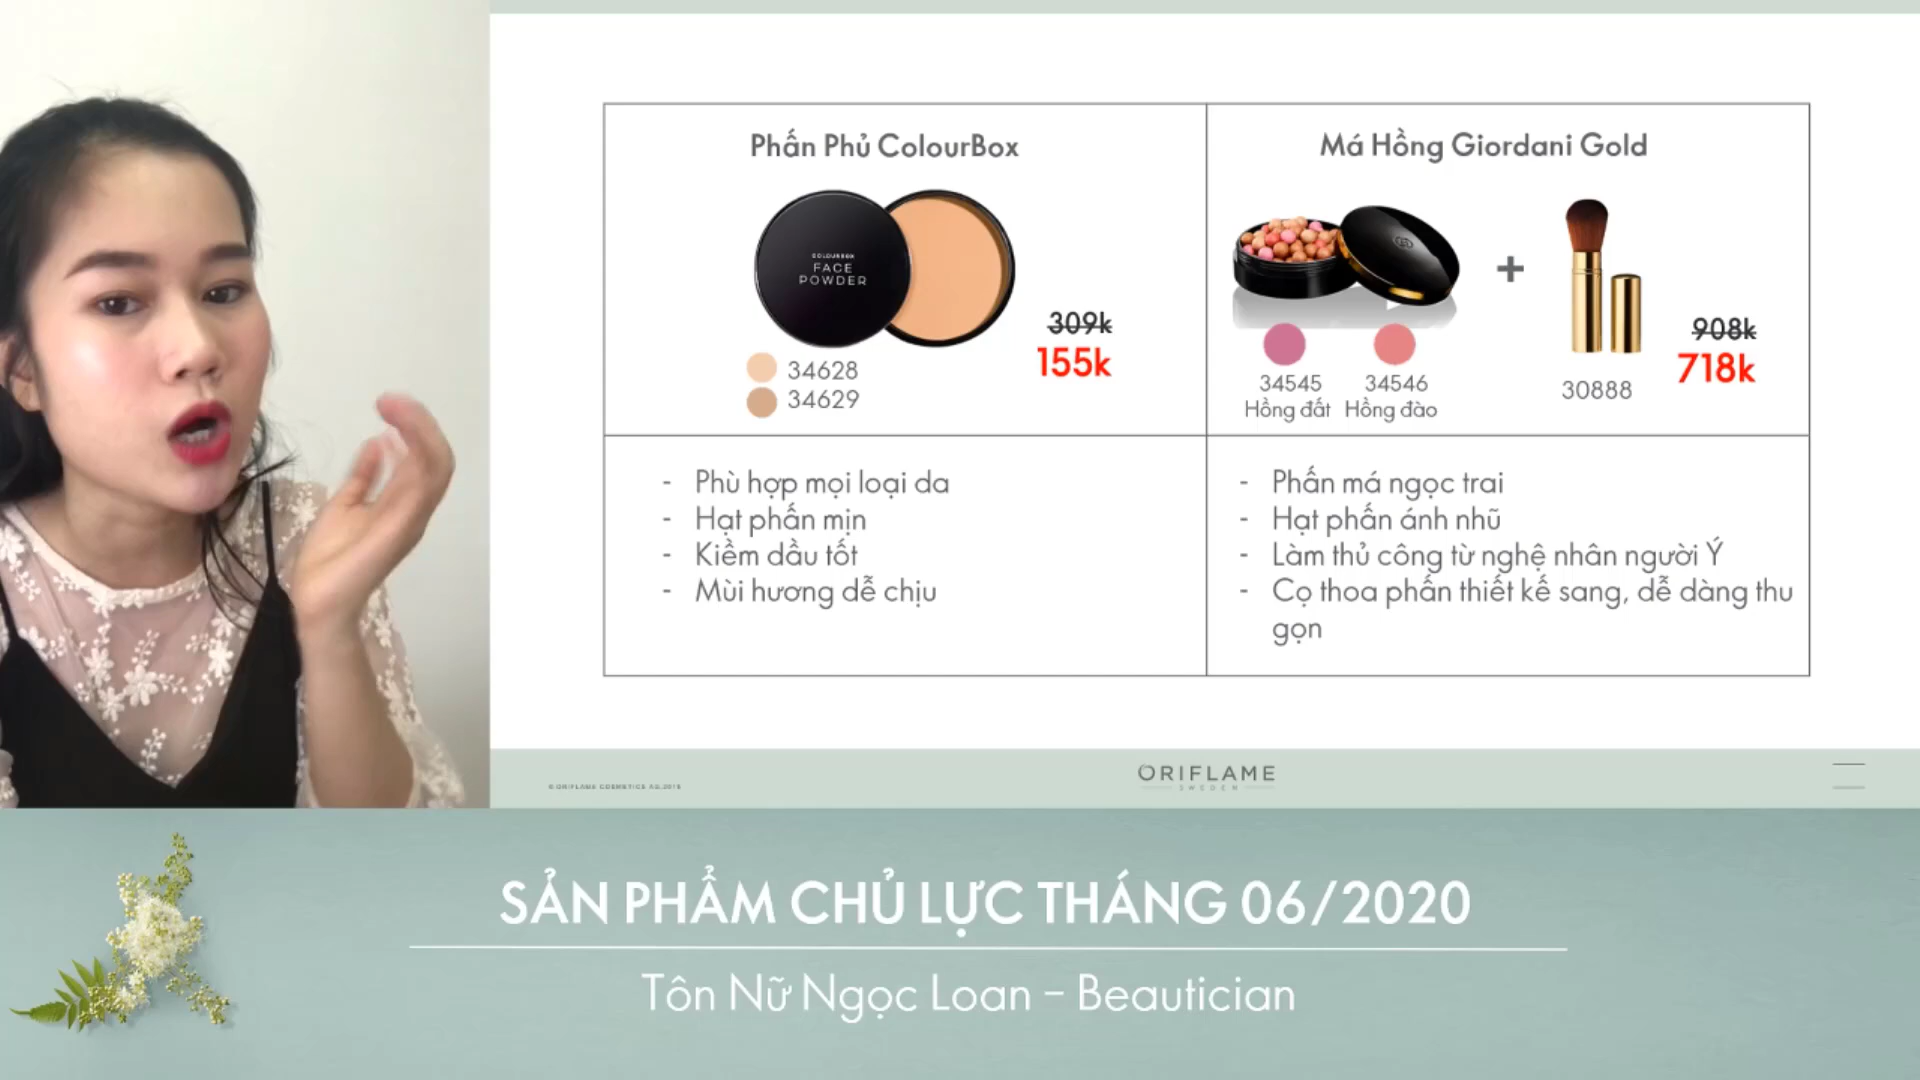 Phấn Phủ ColourBox
COLOURBOX
FACE
POWDER
309k
155k
34628
34629
Má Hồng Giordani Gold
+
908k
718k
34545
34546
Hồng đất
Hồng đào
30888
- Phù hợp mọi loại da
- Hạt phấn mịn
- Kiềm dầu tốt
- Mùi hương dễ chịu
- Phấn má ngọc trai
- Hạt phấn ánh nhũ
- Làm thủ công từ nghệ nhân người Ý
- Cọ thoa phấn thiết kế sang, dễ dàng thu
gọn
ORIFLAME
SWEDEN
SẢN PHẨM CHỦ LỰC THÁNG 06/2020
Tôn Nữ Ngọc Loan – Beautician